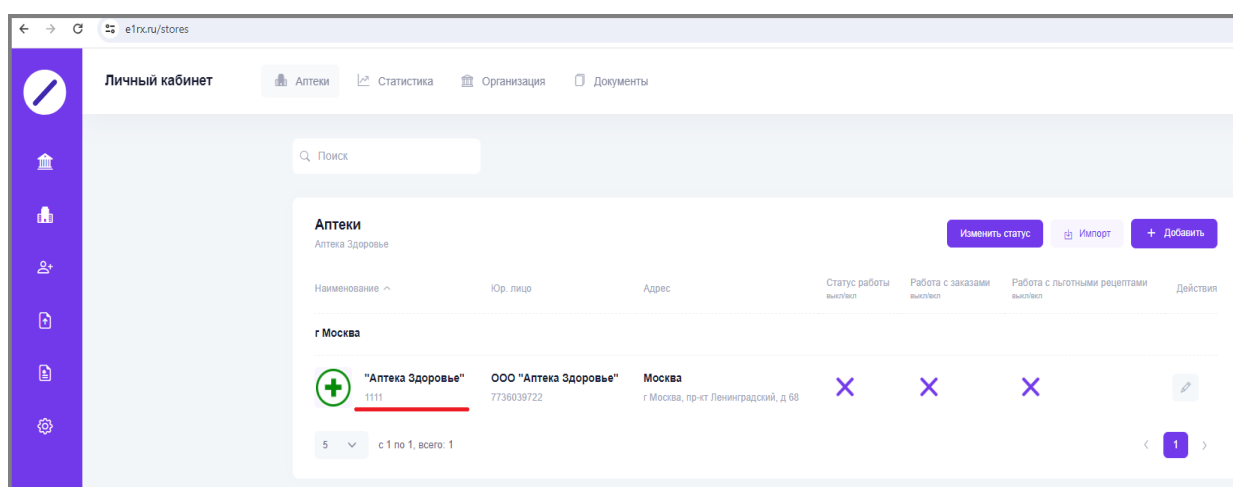 e1rx.ru/stores
Личный кабинет Аптеки Статистика Организация Документы
Поиск
Аптеки
Аптека Здоровье
Изменить статус Импорт + Добавить
Наименование Юр. лицо Адрес Статус работы Работа с заказами Работа с льготными рецептами Действия
выкл/вкл выкл/вкл выкл/вкл
г Москва
"Аптека Здоровье" ООО "Аптека Здоровье" Москва
1111 7736039722 г Москва, пр-кт Ленинградский, д 68
5 с 1 по 1, всего: 1 1